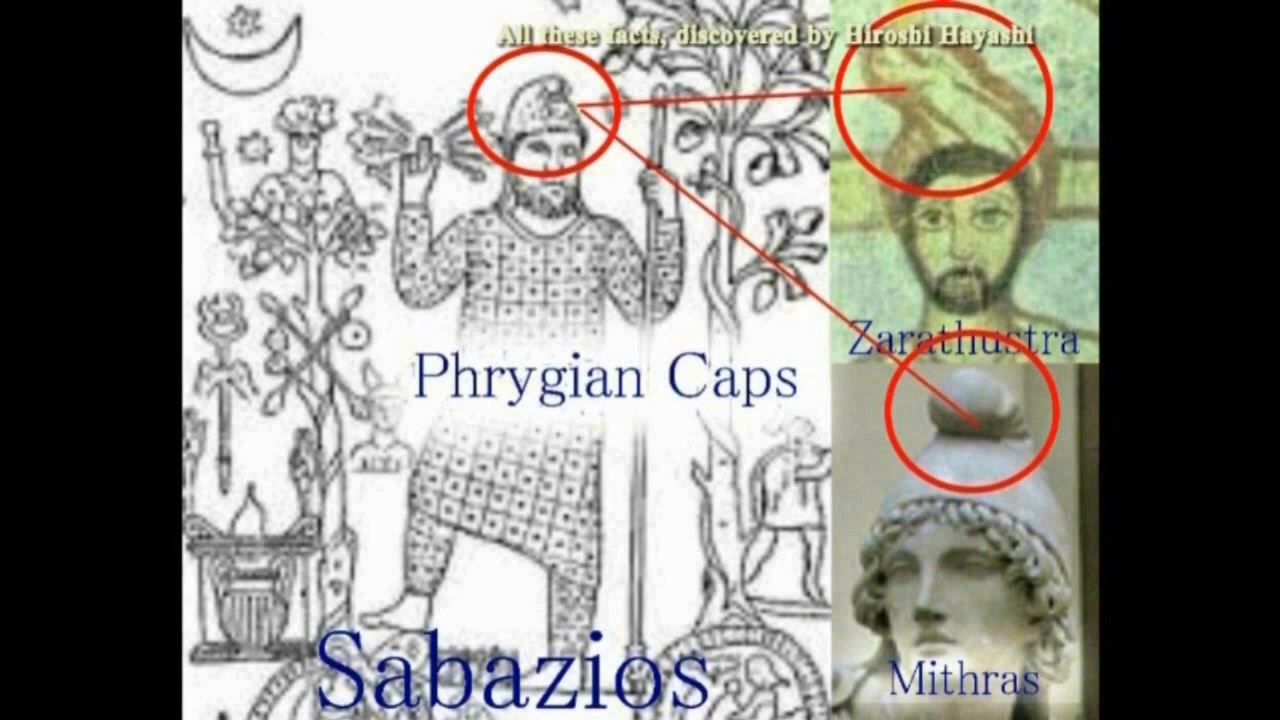 All these facts, discovered by Hiroshi Hayashi
Zarathustra
Phrygian Caps
Sabazios
Mithras